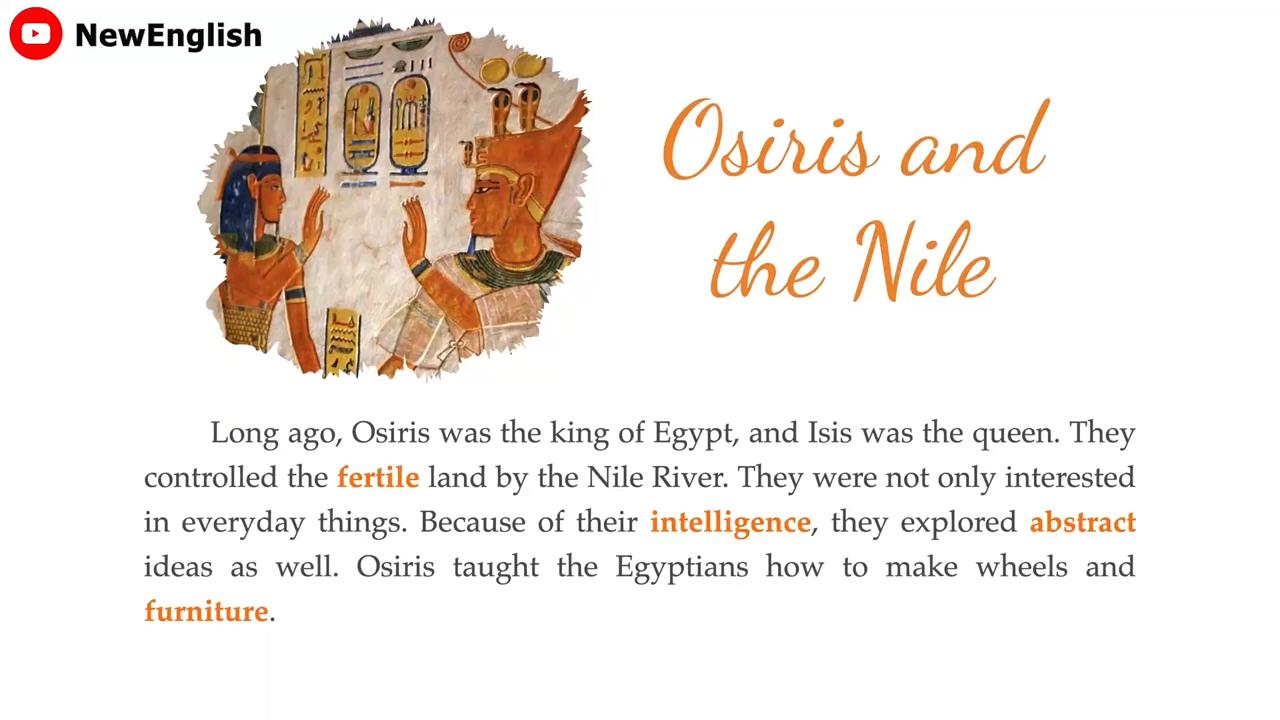 NewEnglish
Osiris and
the Nile
Long ago, Osiris was the king of Egypt, and Isis was the queen. They
controlled the fertile land by the Nile River. They were not only interested
in everyday things. Because of their intelligence, they explored abstract
ideas as well. Osiris taught the Egyptians how to make wheels and
furniture.